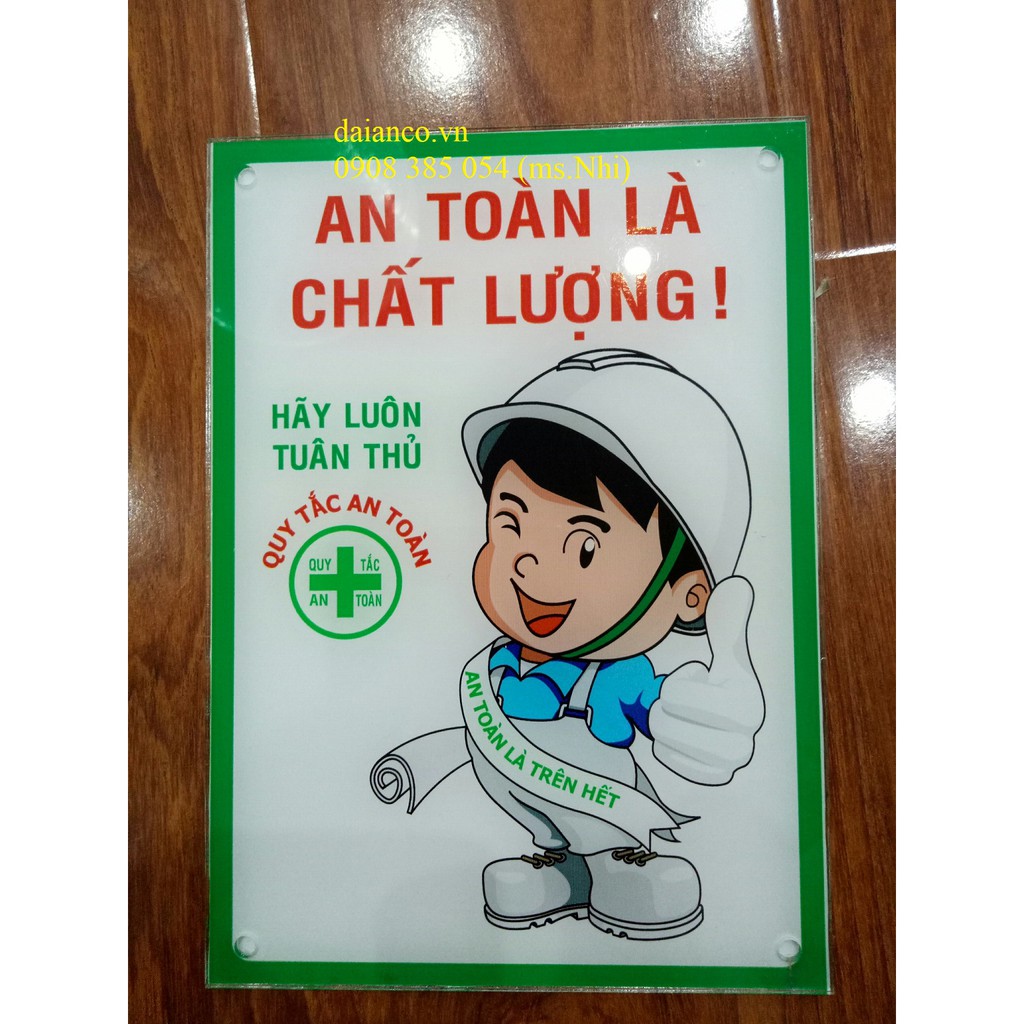 daianco.vn
0908 385 054 (ms.Nhi)
AN TOÀN LÀ
CHẤT LƯỢNG !
HÃY LUÔN
TUÂN THỦ
QUY TẮC AN TOÀN
QUY TẮC
AN TOÀN
AN TOÀN LÀ TRÊN HẾT